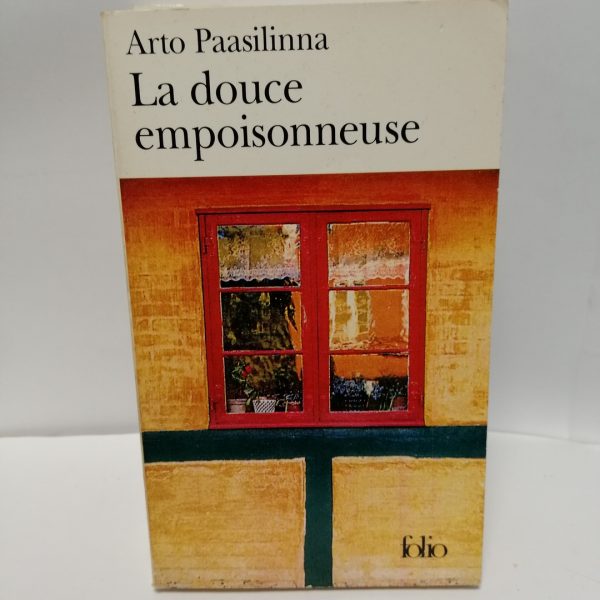 Arto Paasilinna
La douce
empoisonneuse
folio